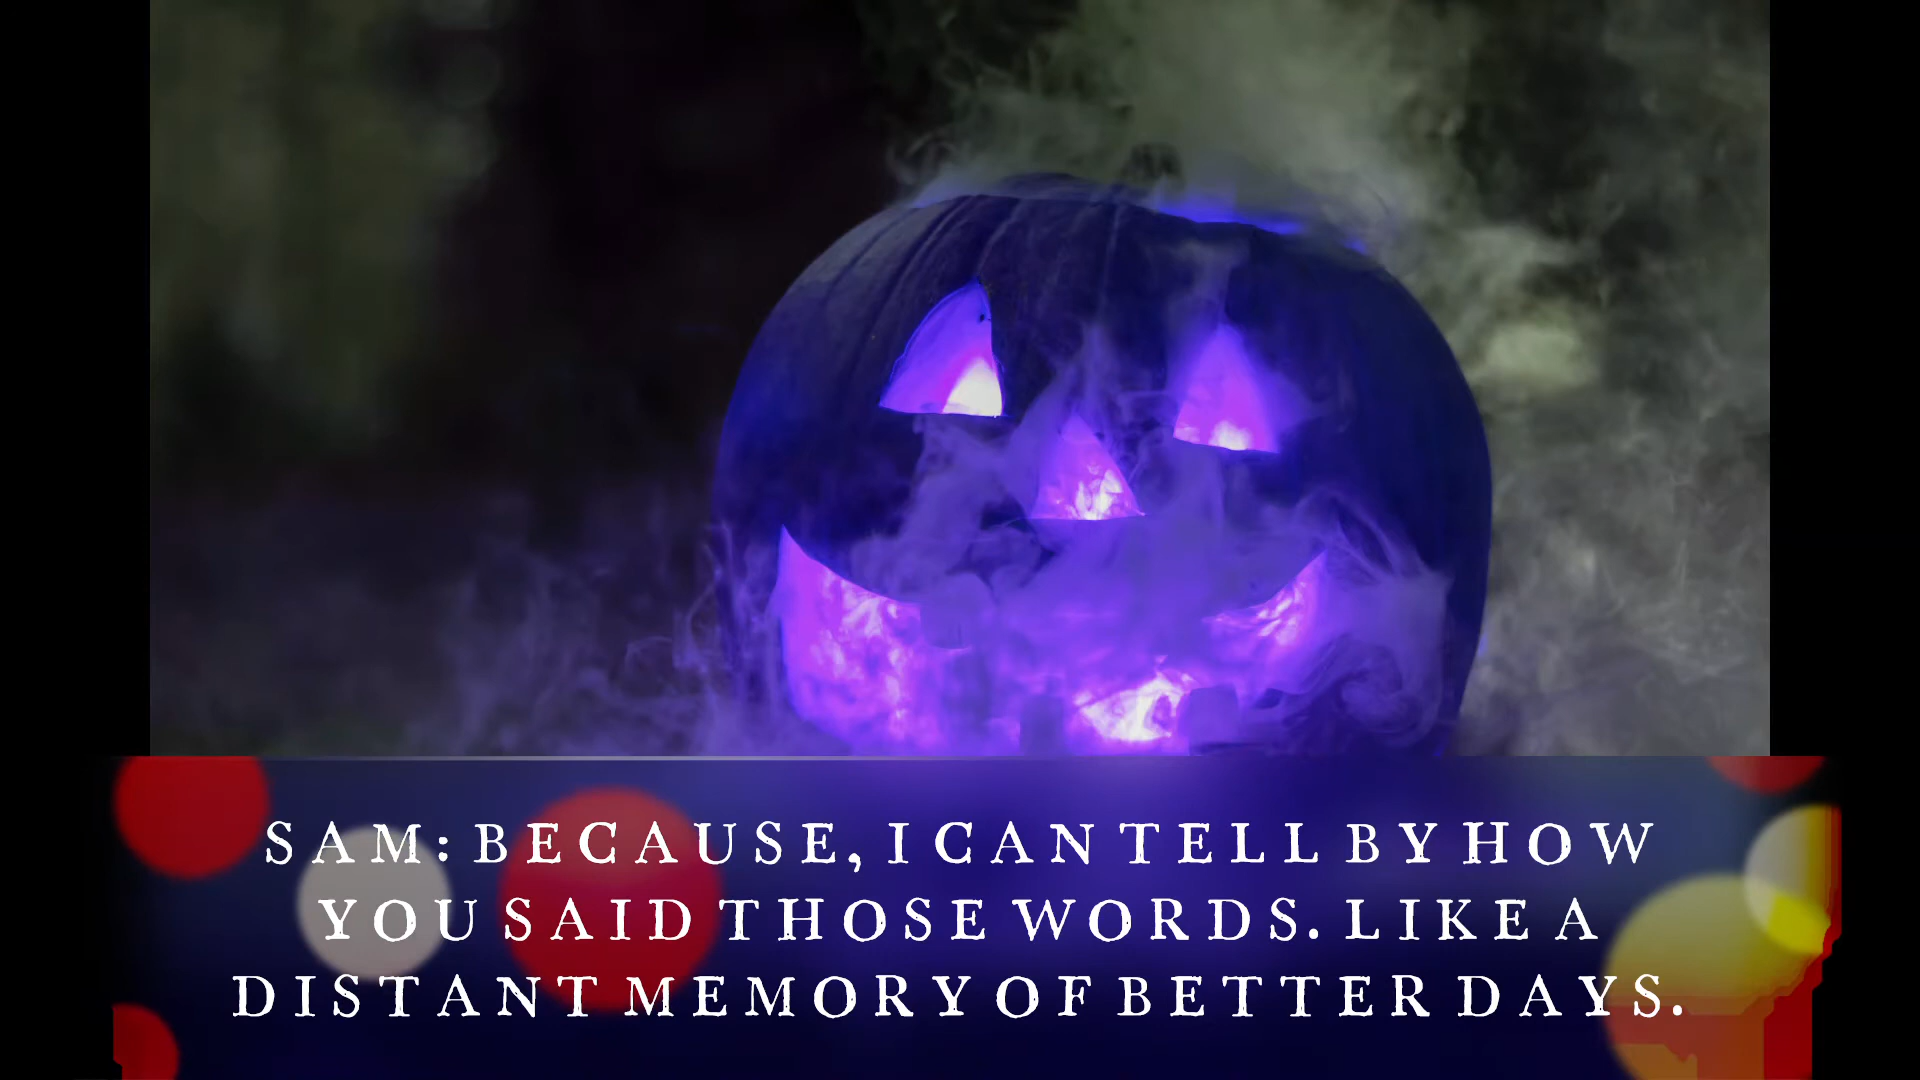 SAM: BECAUSE, I CAN TELL BY HOW
YOU SAID THOSE WORDS. LIKE A
DISTANT MEMORY OF BETTER DAYS.